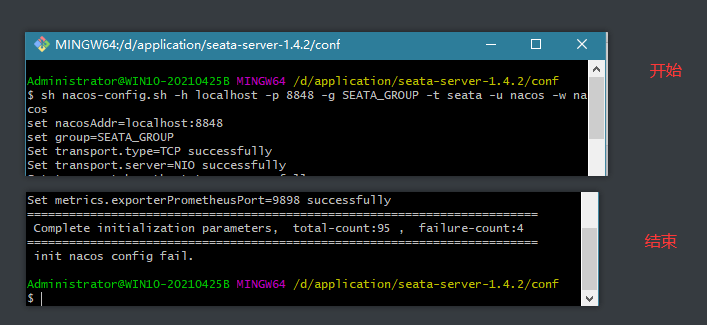 MINGW64:/d/application/seata-server-1.4.2/conf
开始
Administrator@WIN10-20210425B MINGW64 /d/application/seata-server-1.4.2/conf
$ sh nacos-config.sh -h localhost -p 8848 -g SEATA_GROUP -t seata -u nacos -w na
cos
set nacosAddr=localhost:8848
set group=SEATA_GROUP
Set transport.type=TCP successfully
Set transport.server=NIO successfully
Set metrics.exporterPrometheusPort=9898 successfully
=========================================================================
Complete initialization parameters,  total-count:95 ,  failure-count:4
=========================================================================
结束
init nacos config fail.
Administrator@WIN10-20210425B MINGW64 /d/application/seata-server-1.4.2/conf
$